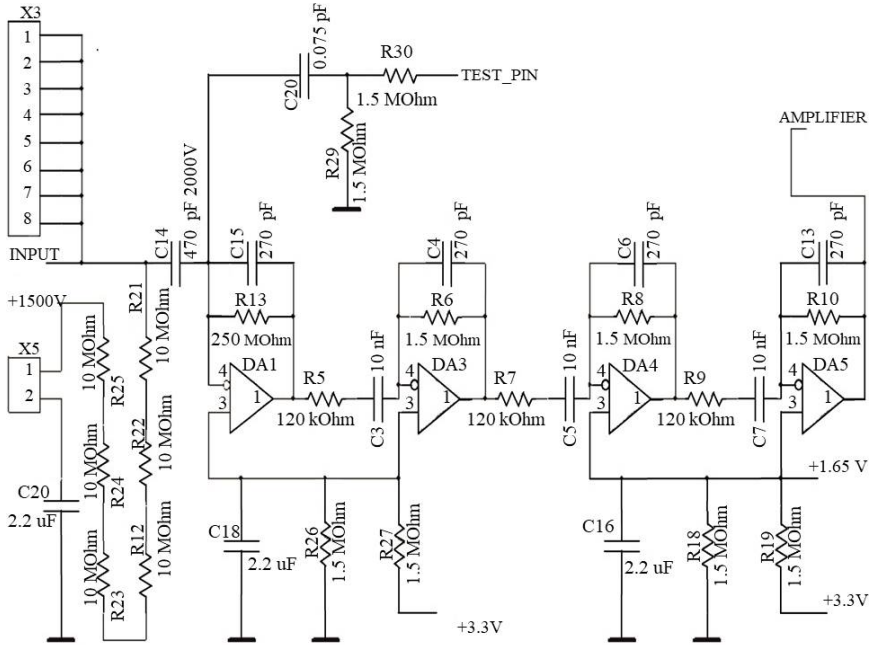 X3
1
2
3
4
5
6
7
8
INPUT
+1500V
X5
1
2
C20
2.2 uF
10 MOhm
R25
10 MOhm
R24
10 MOhm
R23
R21
10 MOhm
R22
10 MOhm
R12
10 MOhm
C14
470 pF 2000V
C20
0.075 pF
R30
1.5 MOhm
TEST_PIN
R29
1.5 MOhm
C15
270 pF
R13
250 MOhm
DA1
4
3
1
R5
120 kOhm
C3
10 nF
C4
270 pF
R6
1.5 MOhm
DA3
4
3
1
R7
120 kOhm
C5
10 nF
C6
270 pF
R8
1.5 MOhm
DA4
4
3
1
R9
120 kOhm
C7
10 nF
C13
270 pF
R10
1.5 MOhm
DA5
4
3
1
AMPLIFIER
C18
2.2 uF
R26
1.5 MOhm
R27
1.5 MOhm
+3.3V
C16
2.2 uF
R18
1.5 MOhm
R19
1.5 MOhm
+1.65 V
+3.3V